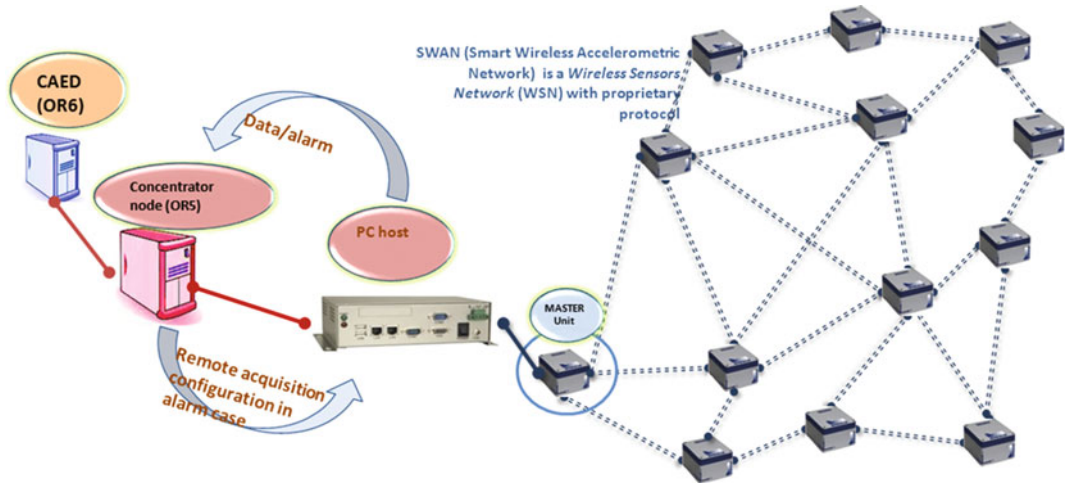 SWAN (Smart Wireless Accelerometric
Network) is a Wireless Sensors
Network (WSN) with proprietary
protocol
CAED
(OR6)
Data/alarm
Concentrator
node (OR5)
PC host
MASTER
Unit
Remote acquisition
configuration in
alarm case